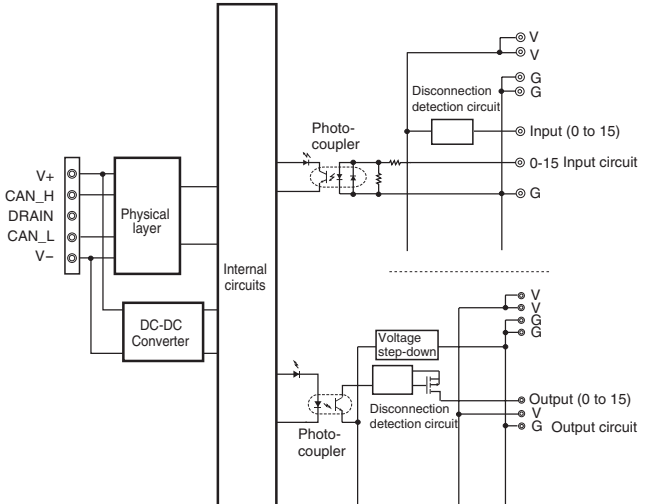 V
V
G
G
Disconnection
detection circuit
Input (0 to 15)
Photo-
coupler
0-15 Input circuit
G
V+
CAN_H
DRAIN
CAN_L
V−
Physical
layer
Internal
circuits
DC-DC
Converter
V
V
G
G
Voltage
step-down
Output (0 to 15)
Disconnection
detection circuit
V
G Output circuit
Photo-
coupler